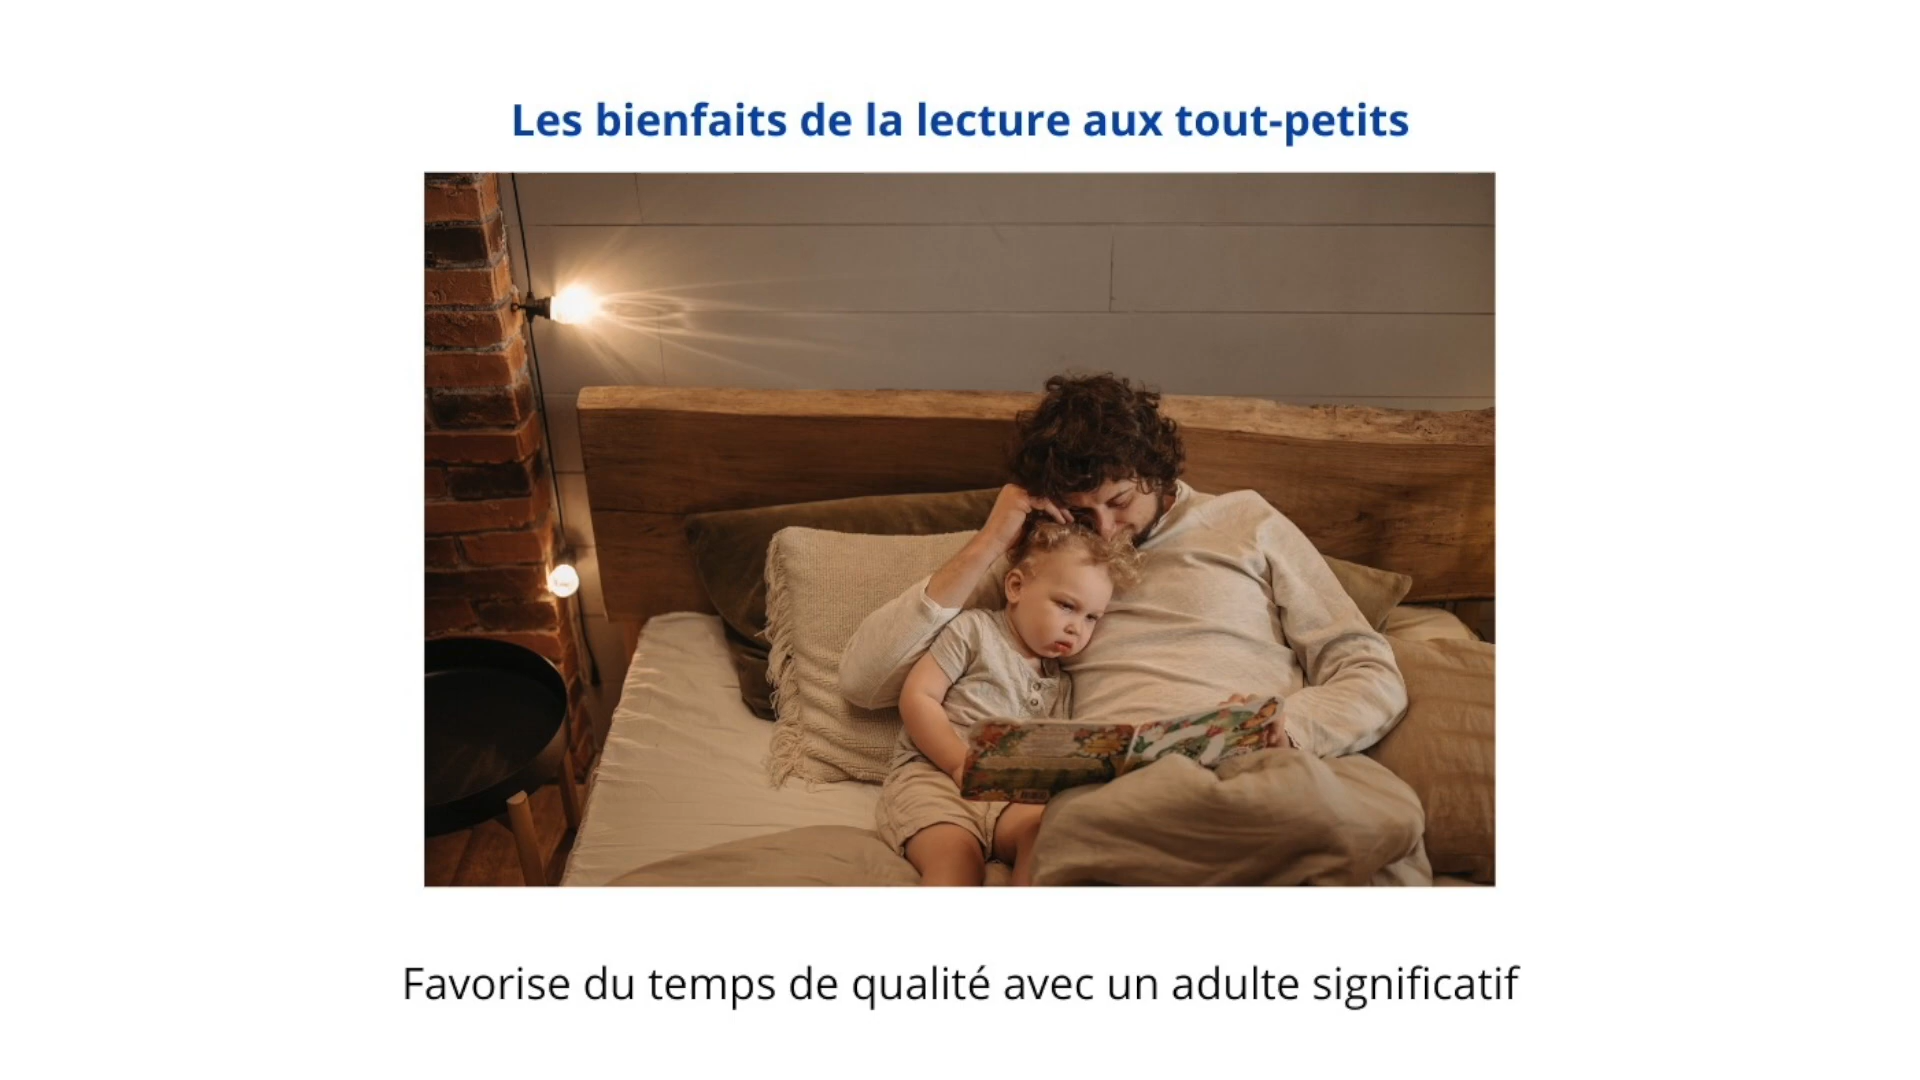 Les bienfaits de la lecture aux tout-petits
Favorise du temps de qualité avec un adulte significatif